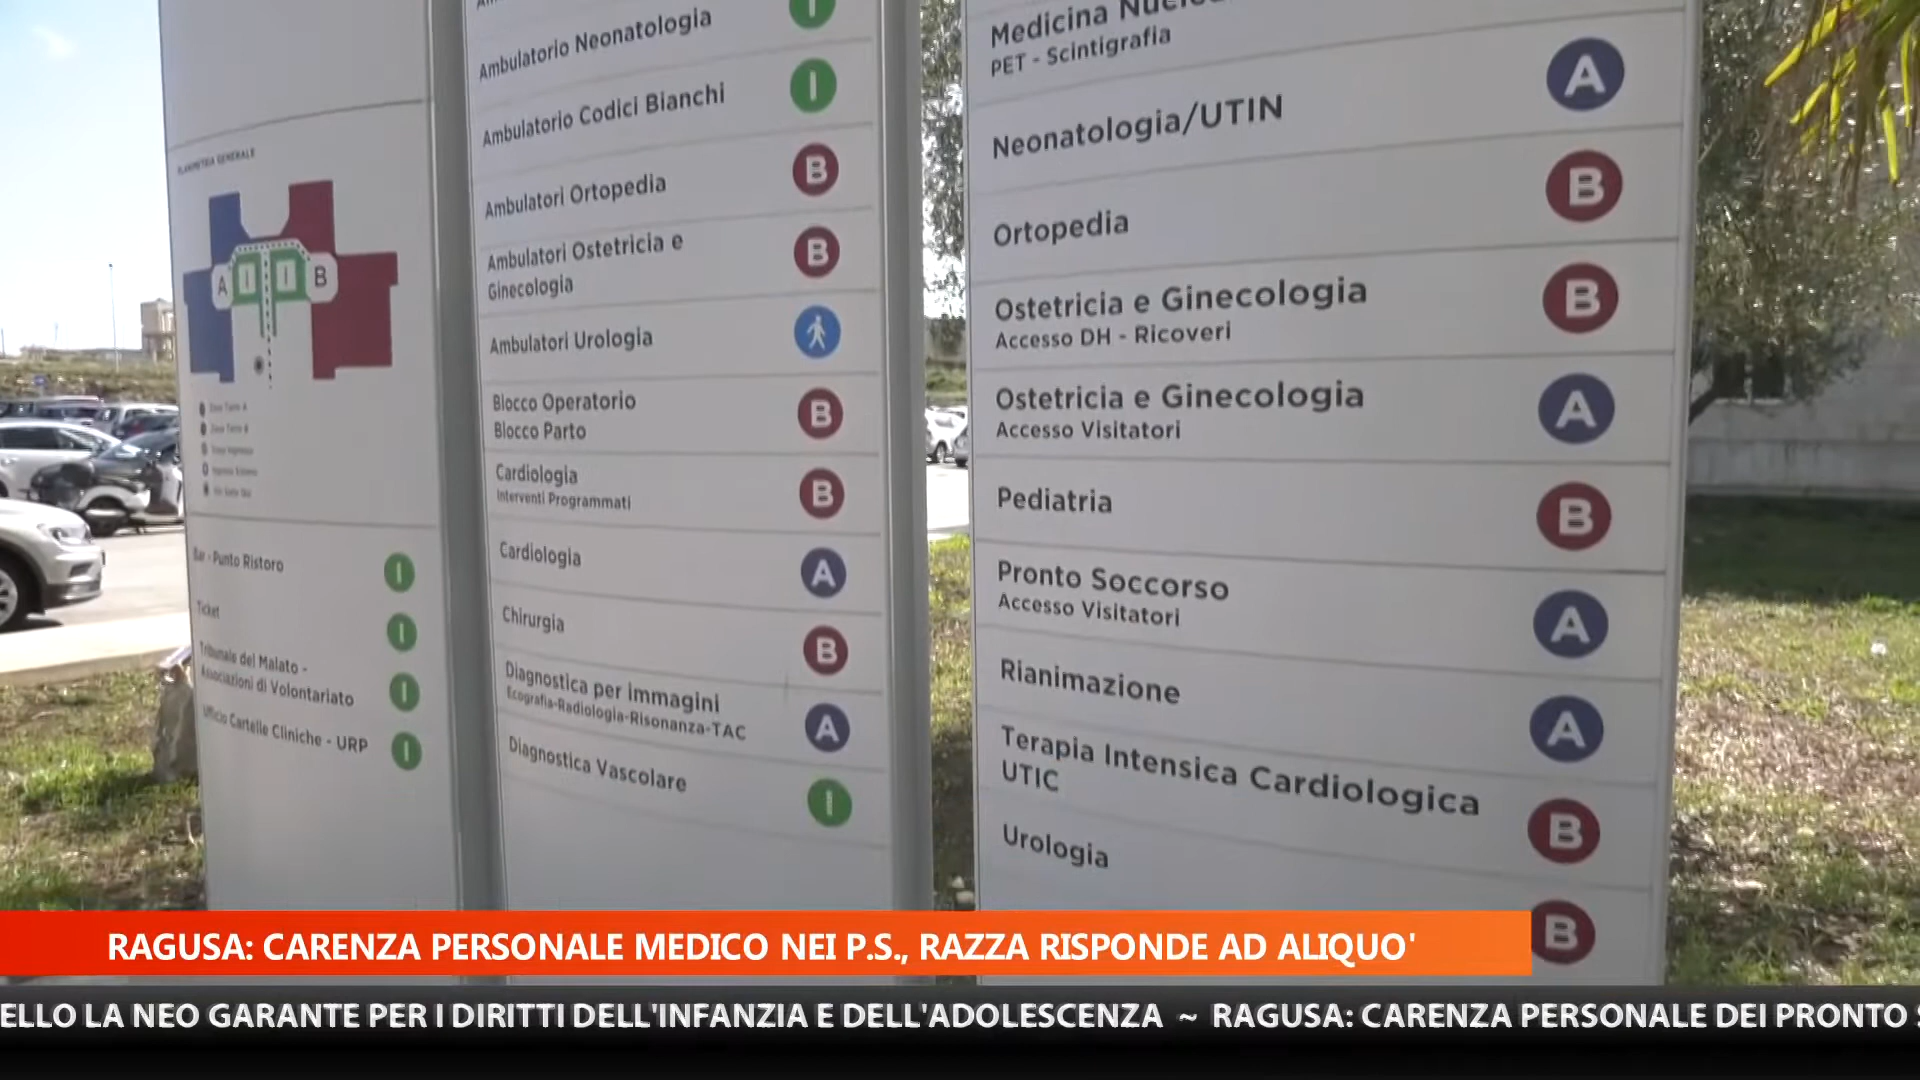 PLANIMETRIA GENERALE
A
I
I
B
Bar - Punto Ristoro
I
Ticket
I
Tribunale del Malato -
Associazioni di Volontariato
I
Ufficio Cartelle Cliniche - URP
I
Ambulatorio Neonatologia
I
Ambulatorio Codici Bianchi
I
Ambulatori Ortopedia
B
Ambulatori Ostetricia e
Ginecologia
B
Ambulatori Urologia
Blocco Operatorio
Blocco Parto
B
Cardiologia
Interventi Programmati
B
Cardiologia
A
Chirurgia
B
Diagnostica per immagini
Ecografia-Radiologia-Risonanza-TAC
A
Diagnostica Vascolare
I
Medicina
PET - Scintigrafia
A
Neonatologia/UTIN
B
Ortopedia
B
Ostetricia e Ginecologia
Accesso DH - Ricoveri
Ostetricia e Ginecologia
Accesso Visitatori
A
Pediatria
B
Pronto Soccorso
Accesso Visitatori
A
Rianimazione
A
Terapia Intensica Cardiologica
UTIC
B
Urologia
B
RAGUSA: CARENZA PERSONALE MEDICO NEI P.S., RAZZA RISPONDE AD ALIQUO'
ELLO LA NEO GARANTE PER I DIRITTI DELL'INFANZIA E DELL'ADOLESCENZA ~ RAGUSA: CARENZA PERSONALE DEI PRONTO